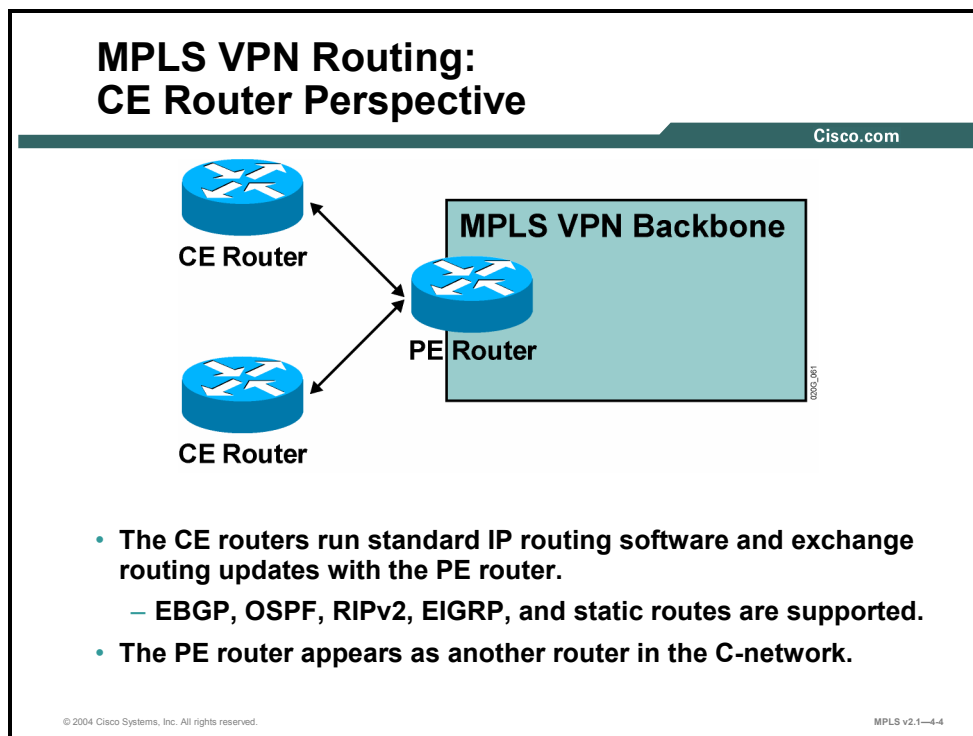 MPLS VPN Routing:
CE Router Perspective
Cisco.com
CE Router
MPLS VPN Backbone
PE Router
CE Router
020G_061
• The CE routers run standard IP routing software and exchange
routing updates with the PE router.
– EBGP, OSPF, RIPv2, EIGRP, and static routes are supported.
• The PE router appears as another router in the C-network.
© 2004 Cisco Systems, Inc. All rights reserved.
MPLS v2.1—4-4